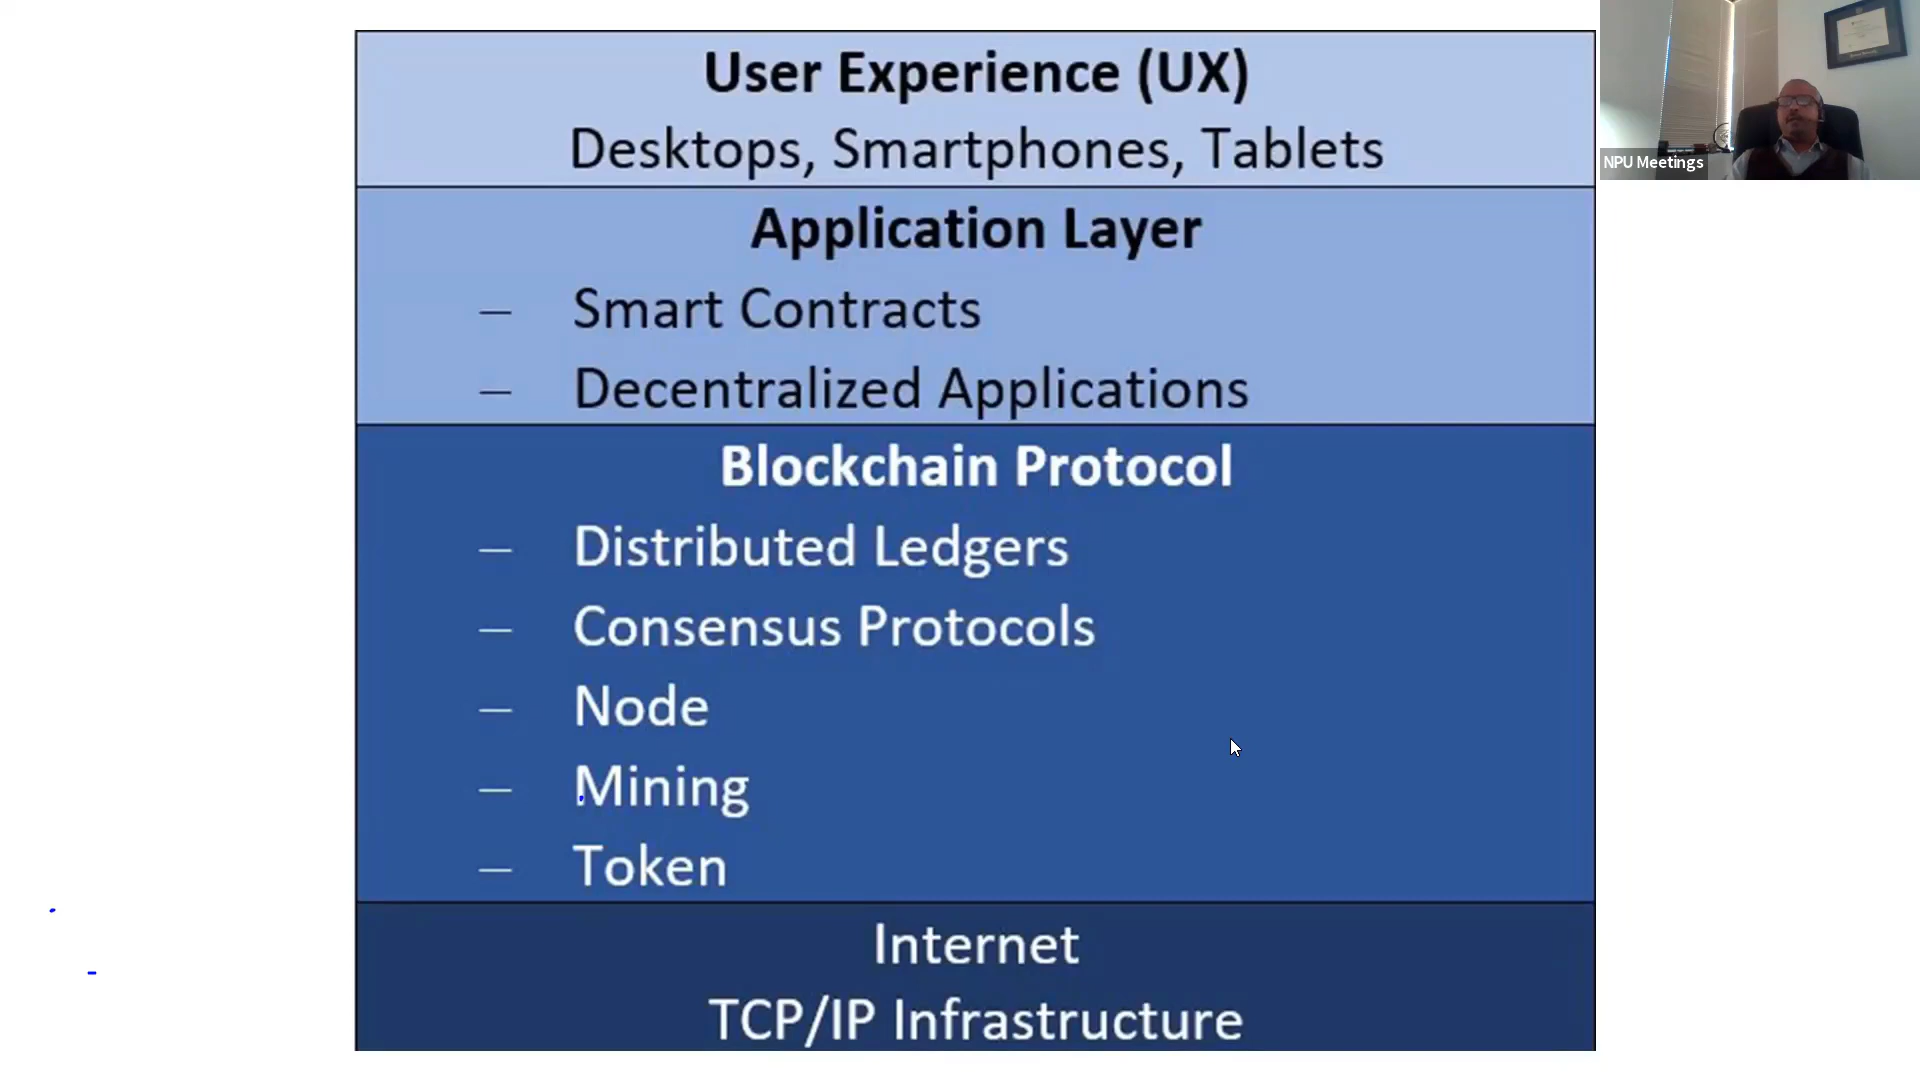 User Experience (UX)
Desktops, Smartphones, Tablets
Application Layer
– Smart Contracts
– Decentralized Applications
Blockchain Protocol
– Distributed Ledgers
– Consensus Protocols
– Node
– Mining
– Token
Internet
TCP/IP Infrastructure
NPU Meetings